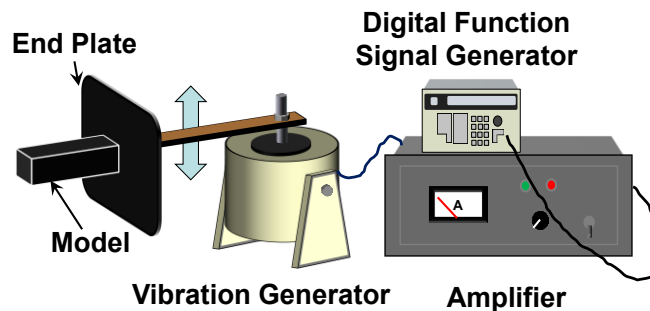 Digital Function
Signal Generator
End Plate
A
Model
Vibration Generator
Amplifier